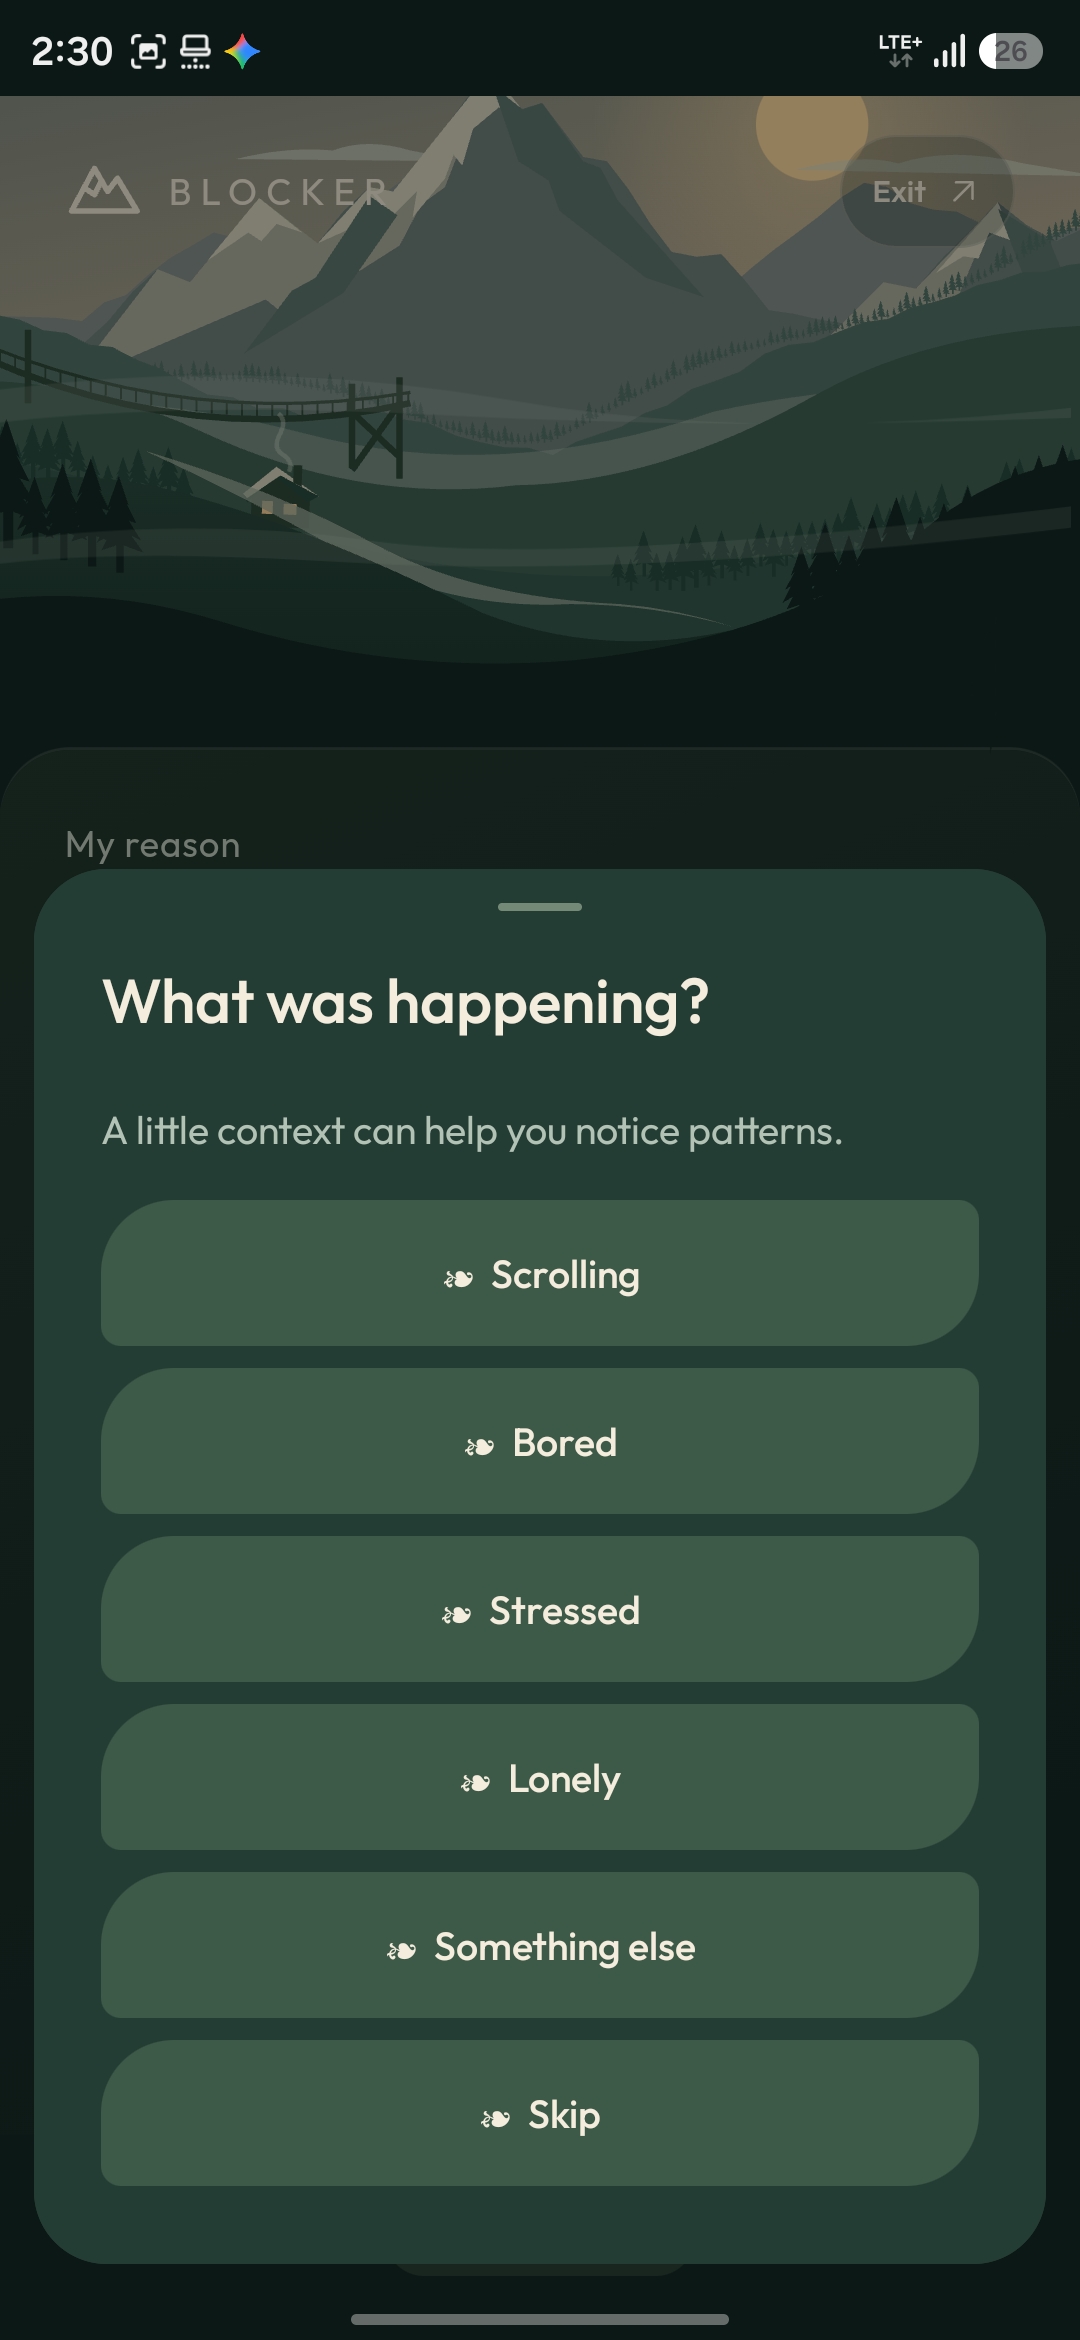 2:30
LTE+
26
BLOCKER
Exit
My reason
What was happening?
A little context can help you notice patterns.
❧ Scrolling
❧ Bored
❧ Stressed
❧ Lonely
❧ Something else
❧ Skip